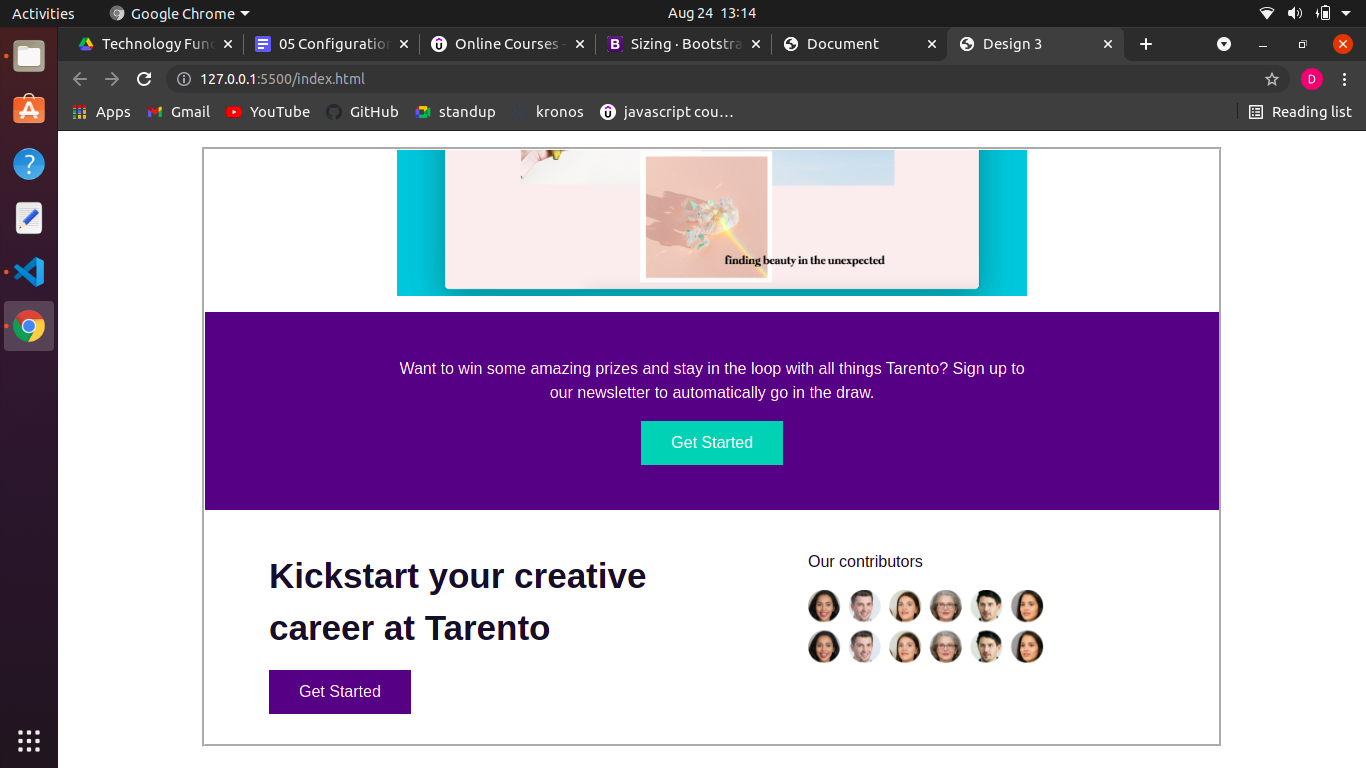 Activities
Google Chrome
Aug 24 13:14
Technology Fun
05 Configuration
Online Courses -
Sizing · Bootstra
Document
Design 3
127.0.0.1:5500/index.html
D
Apps
Gmail
YouTube
GitHub
standup
kronos
javascript cou…
Reading list
finding beauty in the unexpected
Want to win some amazing prizes and stay in the loop with all things Tarento? Sign up to
our newsletter to automatically go in the draw.
Get Started
Kickstart your creative
career at Tarento
Get Started
Our contributors